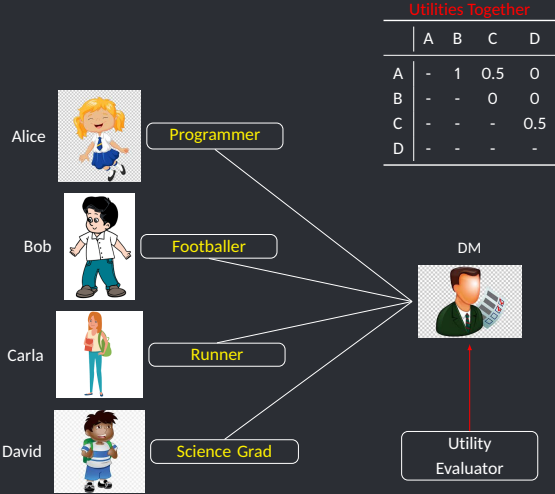 Utilities Together
A B C D
A - 1 0.5 0
B - - 0 0
C - - - 0.5
D - - - -
Alice
Programmer
Bob
Footballer
DM
Carla
Runner
David
Science Grad
Utility
Evaluator